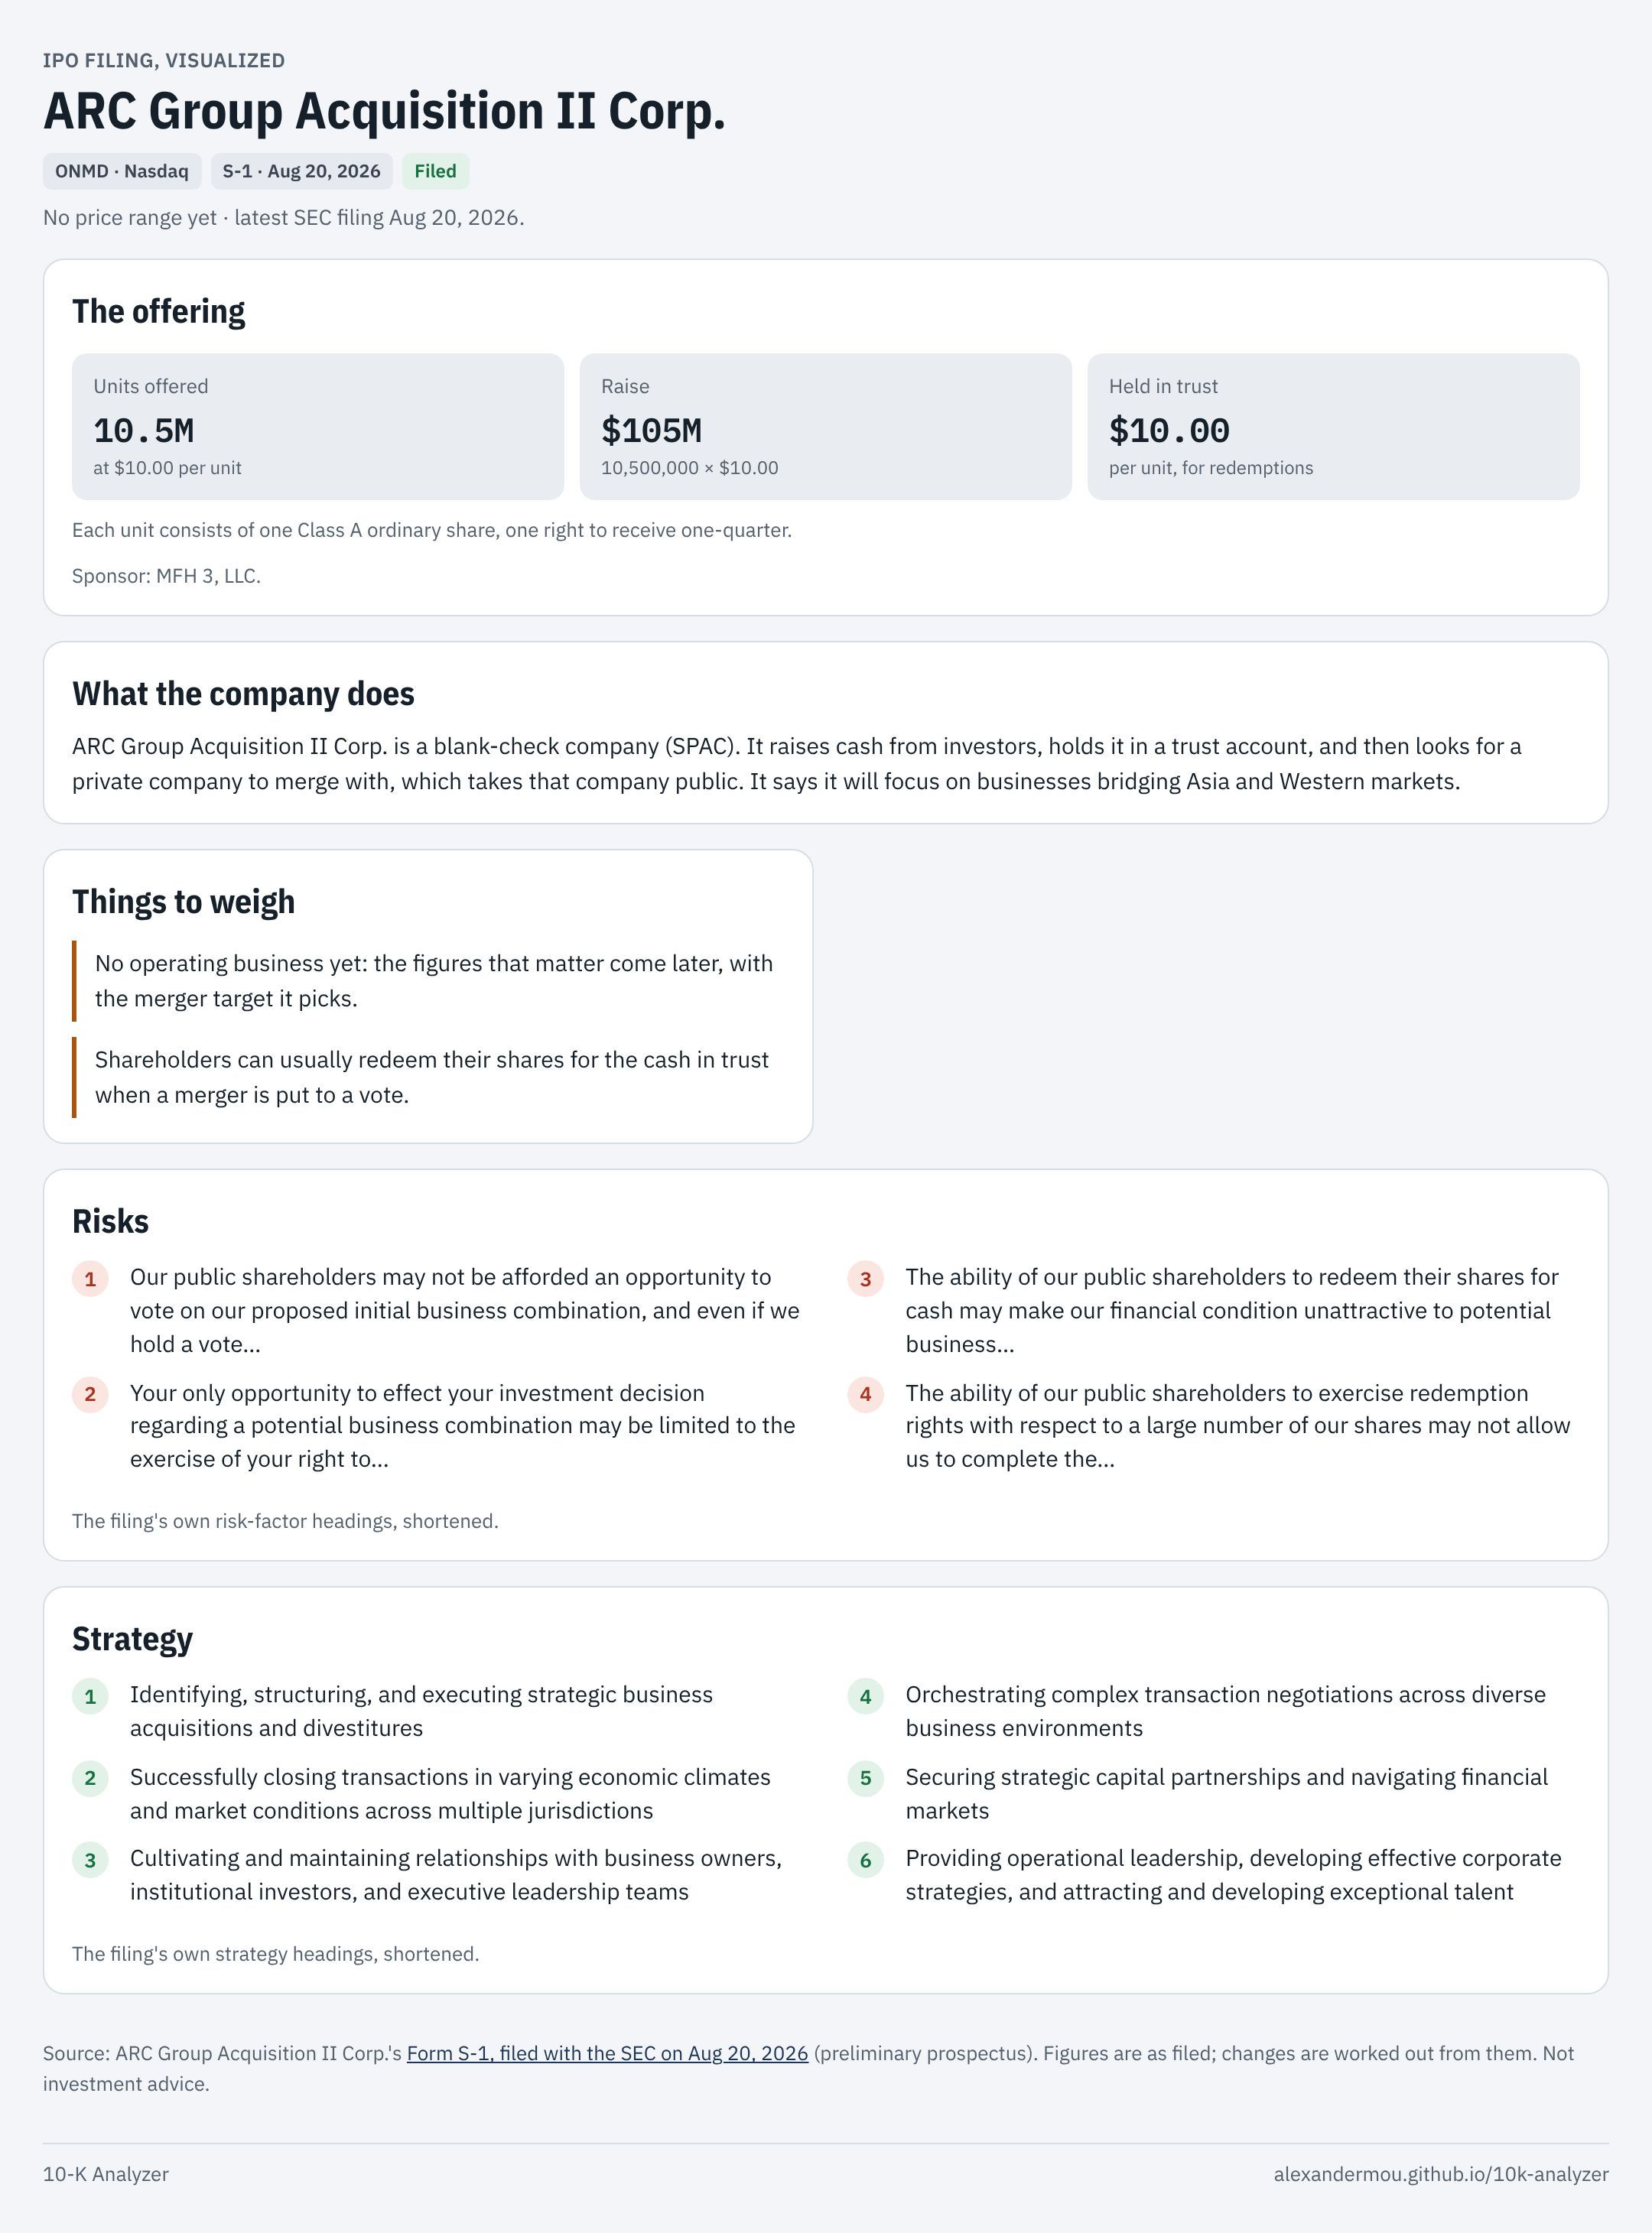 IPO FILING, VISUALIZED
ARC Group Acquisition II Corp.
ONMD · Nasdaq
S-1 · Aug 20, 2026
Filed
No price range yet · latest SEC filing Aug 20, 2026.
The offering
Units offered
10.5M
at $10.00 per unit
Raise
$105M
10,500,000 × $10.00
Held in trust
$10.00
per unit, for redemptions
Each unit consists of one Class A ordinary share, one right to receive one-quarter.
Sponsor: MFH 3, LLC.
What the company does
ARC Group Acquisition II Corp. is a blank-check company (SPAC). It raises cash from investors, holds it in a trust account, and then looks for a
private company to merge with, which takes that company public. It says it will focus on businesses bridging Asia and Western markets.
Things to weigh
No operating business yet: the figures that matter come later, with
the merger target it picks.
Shareholders can usually redeem their shares for the cash in trust
when a merger is put to a vote.
Risks
1 Our public shareholders may not be afforded an opportunity to
vote on our proposed initial business combination, and even if we
hold a vote…
2 Your only opportunity to effect your investment decision
regarding a potential business combination may be limited to the
exercise of your right to…
3 The ability of our public shareholders to redeem their shares for
cash may make our financial condition unattractive to potential
business…
4 The ability of our public shareholders to exercise redemption
rights with respect to a large number of our shares may not allow
us to complete the…
The filing's own risk-factor headings, shortened.
Strategy
1 Identifying, structuring, and executing strategic business
acquisitions and divestitures
2 Successfully closing transactions in varying economic climates
and market conditions across multiple jurisdictions
3 Cultivating and maintaining relationships with business owners,
institutional investors, and executive leadership teams
4 Orchestrating complex transaction negotiations across diverse
business environments
5 Securing strategic capital partnerships and navigating financial
markets
6 Providing operational leadership, developing effective corporate
strategies, and attracting and developing exceptional talent
The filing's own strategy headings, shortened.
Source: ARC Group Acquisition II Corp.'s Form S-1, filed with the SEC on Aug 20, 2026 (preliminary prospectus). Figures are as filed; changes are worked out from them. Not
investment advice.
10-K Analyzer
alexandermou.github.io/10k-analyzer